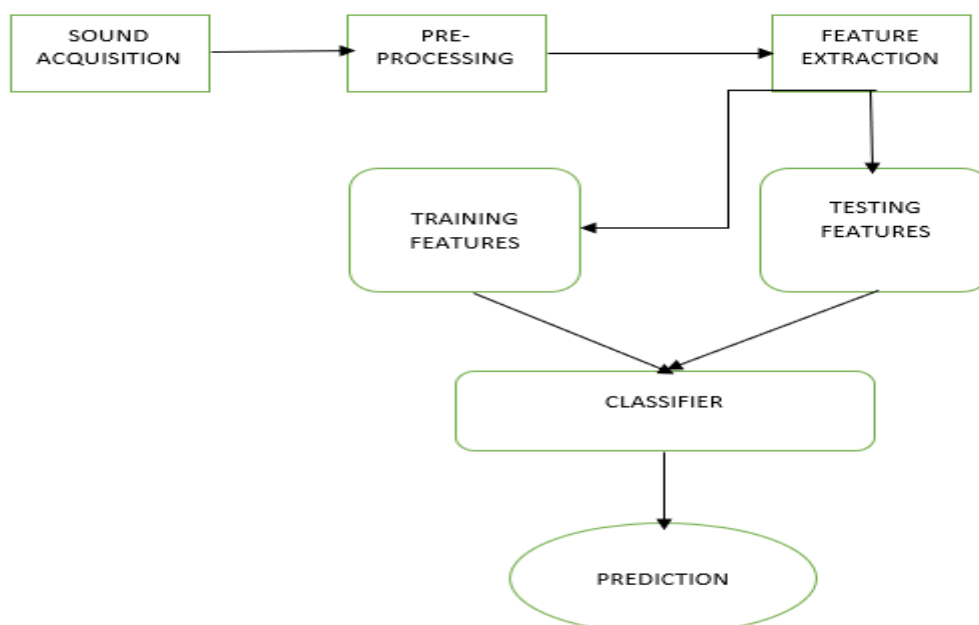 SOUND
ACQUISITION
PRE-
PROCESSING
FEATURE
EXTRACTION
TRAINING
FEATURES
TESTING
FEATURES
CLASSIFIER
PREDICTION